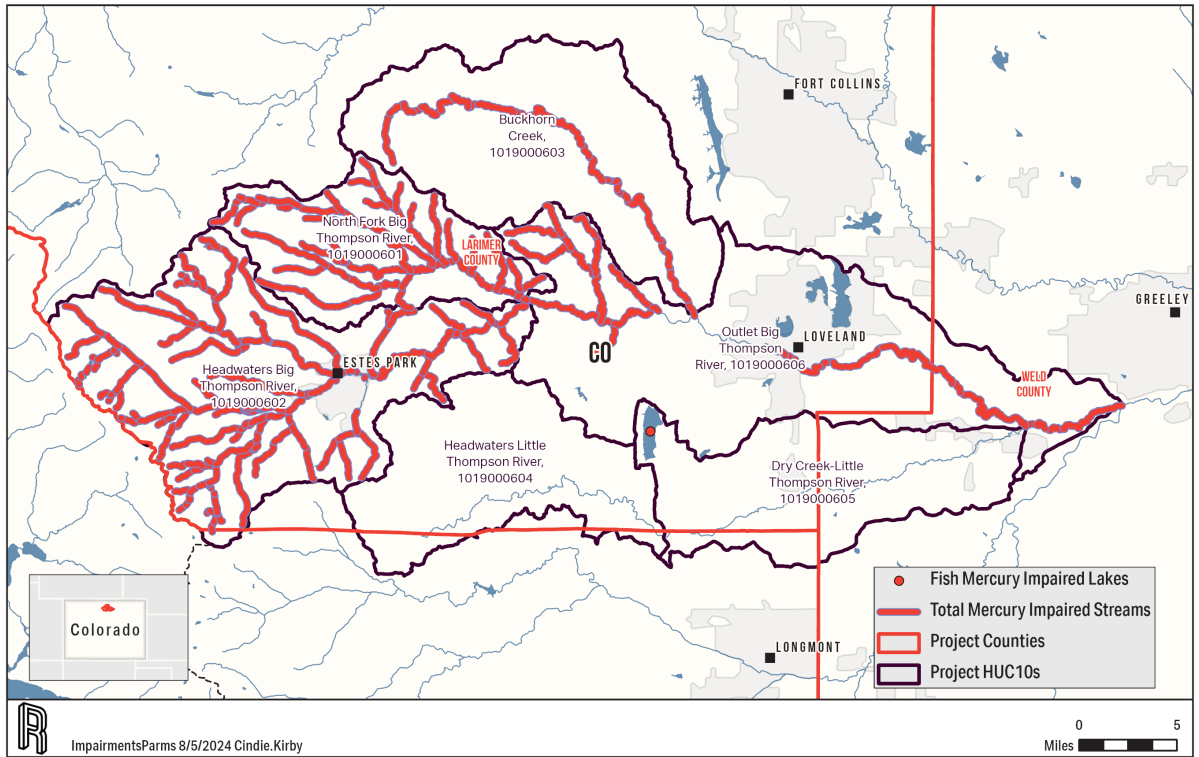 FORT COLLINS
Buckhorn
Creek,
1019000603
North Fork Big
Thompson River,
1019000601
LARIMER
COUNTY
GREELEY
Outlet Big
Thompson
River, 1019000606
LOVELAND
CO
ESTES PARK
Headwaters Big
Thompson River,
1019000602
WELD
COUNTY
Headwaters Little
Thompson River,
1019000604
Dry Creek-Little
Thompson River,
1019000605
Colorado
LONGMONT
Fish Mercury Impaired Lakes
Total Mercury Impaired Streams
Project Counties
Project HUC10s
R
ImpairmentsParms 8/5/2024 Cindie.Kirby
0 5
Miles